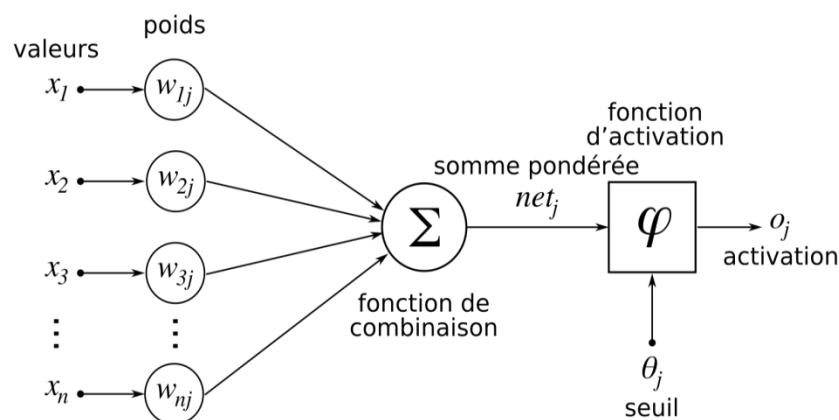 poids
valeurs
x₁
w₁ⱼ
fonction
d'activation
x₂
w₂ⱼ
somme pondérée
netⱼ
Σ
φ
oⱼ
activation
x₃
w₃ⱼ
fonction de
combinaison
⋮
⋮
xₙ
wₙⱼ
θⱼ
seuil